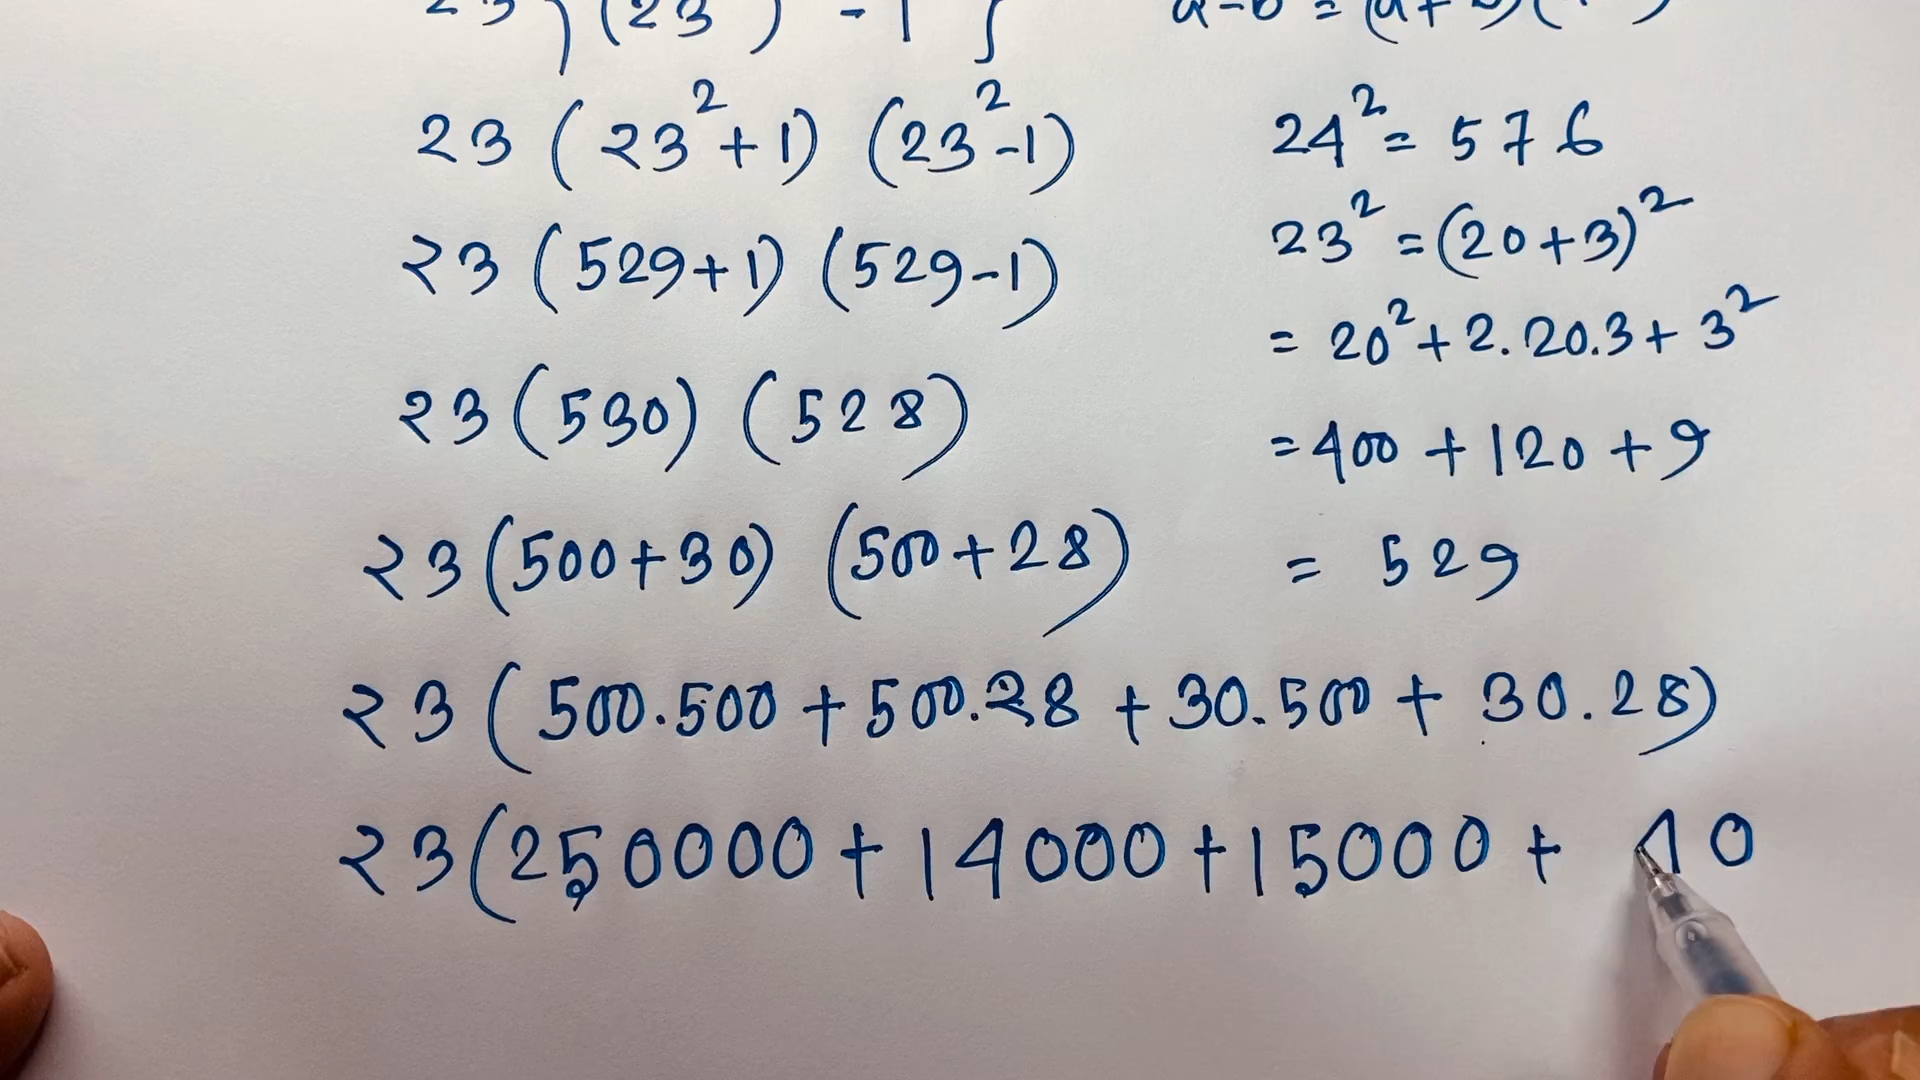 23 (23² + 1) (23² - 1)
23 (529 + 1) (529 - 1)
23 (530) (528)
23 (500 + 30) (500 + 28)
23 (500.500 + 500.28 + 30.500 + 30.28)
23 (250000 + 14000 + 15000 + 40
24² = 576
23² = (20 + 3)²
= 20² + 2.20.3 + 3²
= 400 + 120 + 9
= 529